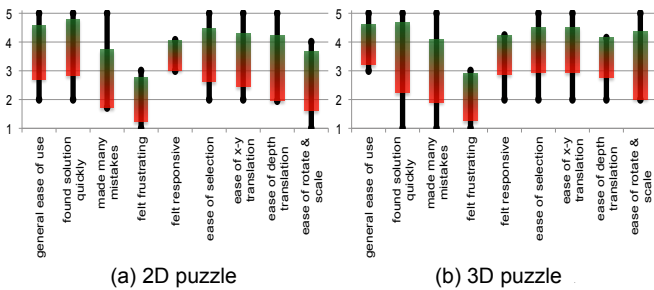 5
4
3
2
1
general ease of use
found solution
quickly
made many
mistakes
felt frustrating
felt responsive
ease of selection
ease of x-y
translation
ease of depth
translation
ease of rotate &
scale
(a) 2D puzzle
5
4
3
2
1
general ease of use
found solution
quickly
made many
mistakes
felt frustrating
felt responsive
ease of selection
ease of x-y
translation
ease of depth
translation
ease of rotate &
scale
(b) 3D puzzle